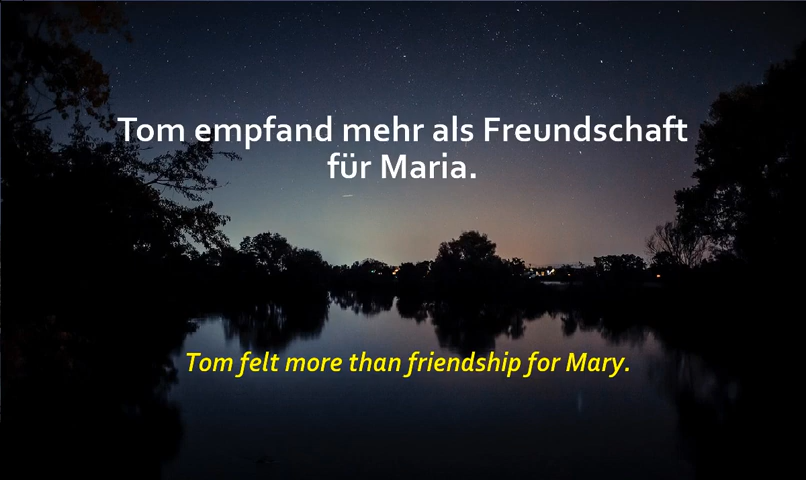 Tom empfand mehr als Freundschaft
für Maria.
Tom felt more than friendship for Mary.